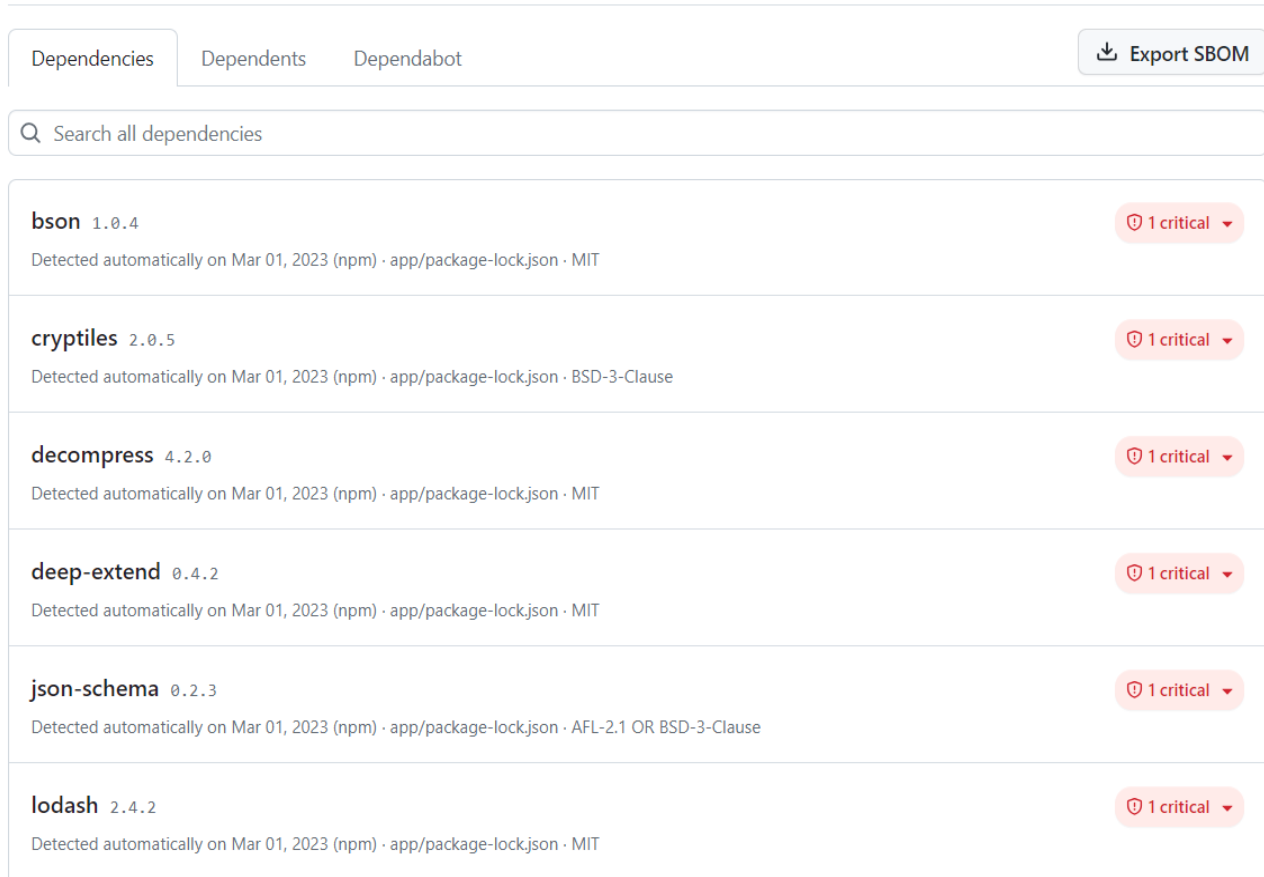 Dependencies Dependents Dependabot Export SBOM
Search all dependencies
bson 1.0.4 1 critical
Detected automatically on Mar 01, 2023 (npm) · app/package-lock.json · MIT
cryptiles 2.0.5 1 critical
Detected automatically on Mar 01, 2023 (npm) · app/package-lock.json · BSD-3-Clause
decompress 4.2.0 1 critical
Detected automatically on Mar 01, 2023 (npm) · app/package-lock.json · MIT
deep-extend 0.4.2 1 critical
Detected automatically on Mar 01, 2023 (npm) · app/package-lock.json · MIT
json-schema 0.2.3 1 critical
Detected automatically on Mar 01, 2023 (npm) · app/package-lock.json · AFL-2.1 OR BSD-3-Clause
lodash 2.4.2 1 critical
Detected automatically on Mar 01, 2023 (npm) · app/package-lock.json · MIT